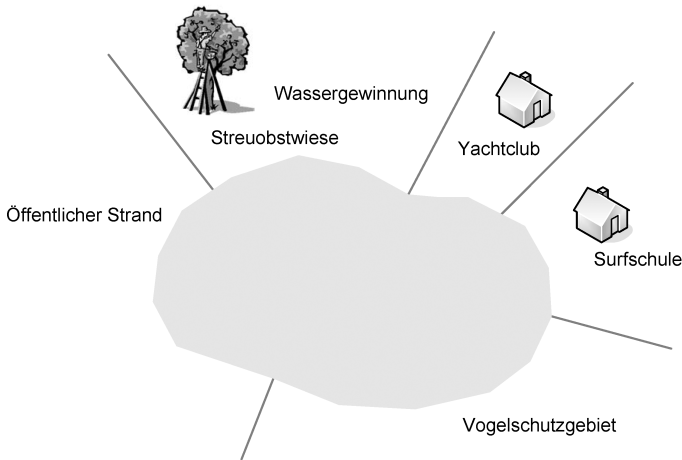 Wassergewinnung
Streuobstwiese
Yachtclub
Öffentlicher Strand
Surfschule
Vogelschutzgebiet